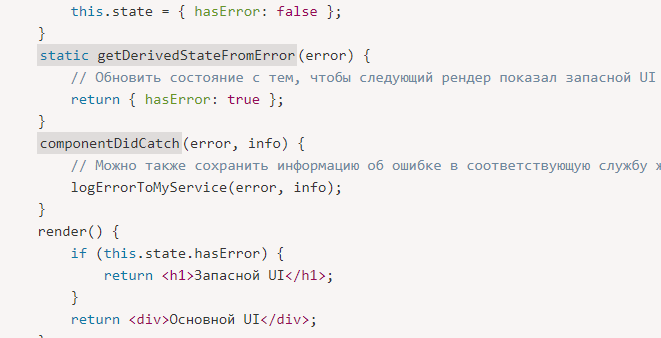 this.state = { hasError: false };
}
static getDerivedStateFromError(error) {
// Обновить состояние с тем, чтобы следующий рендер показал запасной UI
return { hasError: true };
}
componentDidCatch(error, info) {
// Можно также сохранить информацию об ошибке в соответствующую службу
logErrorToMyService(error, info);
}
render() {
if (this.state.hasError) {
return <h1>Запасной UI</h1>;
}
return <div>Основной UI</div>;